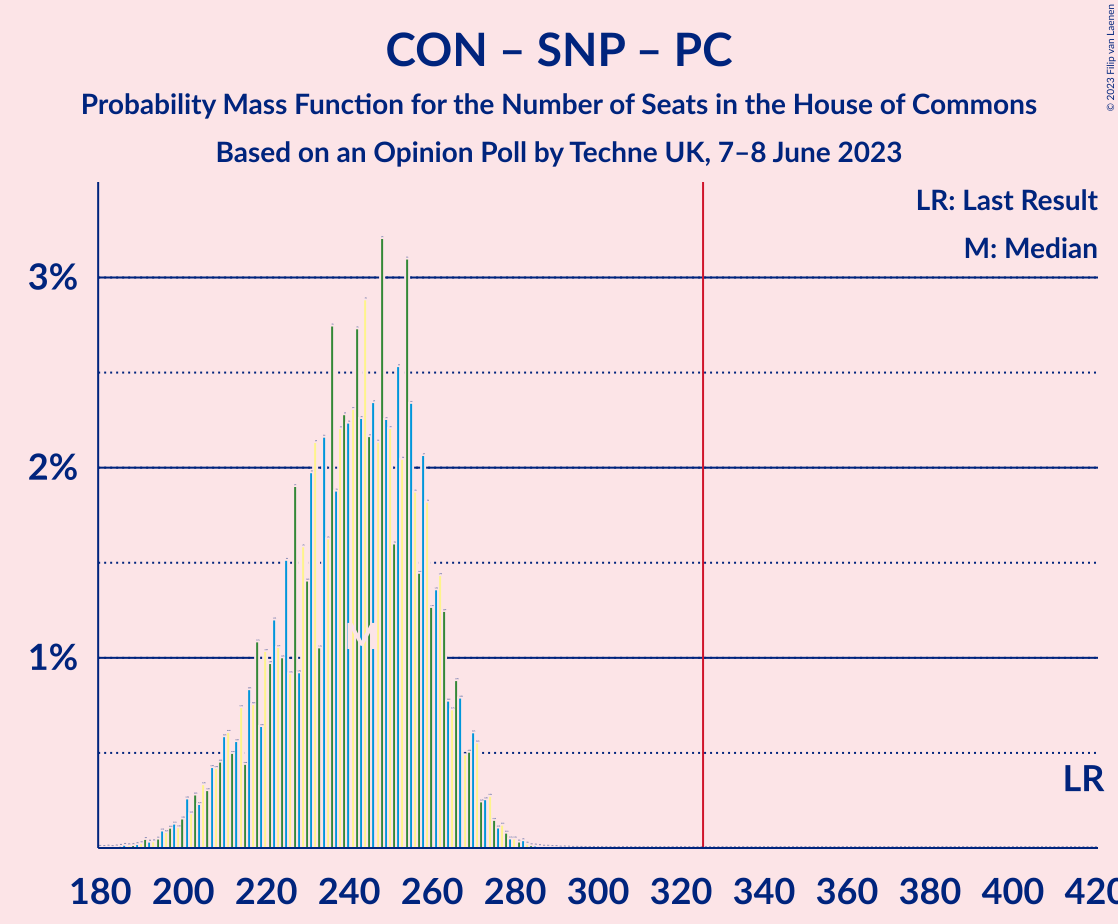 CON – SNP – PC
Probability Mass Function for the Number of Seats in the House of Commons
Based on an Opinion Poll by Techne UK, 7–8 June 2023
© 2023 Filip van Laenen
LR: Last Result
M: Median
3%
2%
1%
M
LR
180 200 220 240 260 280 300 320 340 360 380 400 420